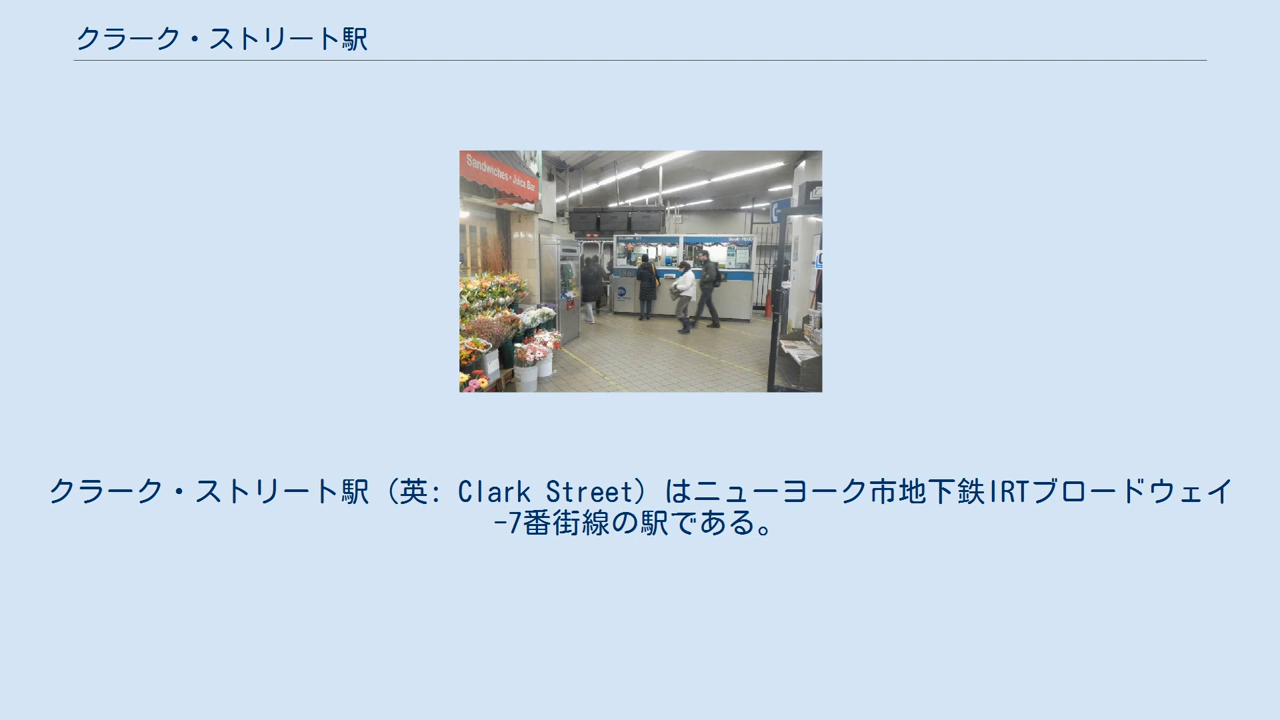 クラーク・ストリート駅
Sandwiches・Juice Bar
クラーク・ストリート駅（英: Clark Street）はニューヨーク市地下鉄IRTブロードウェイ
-7番街線の駅である。